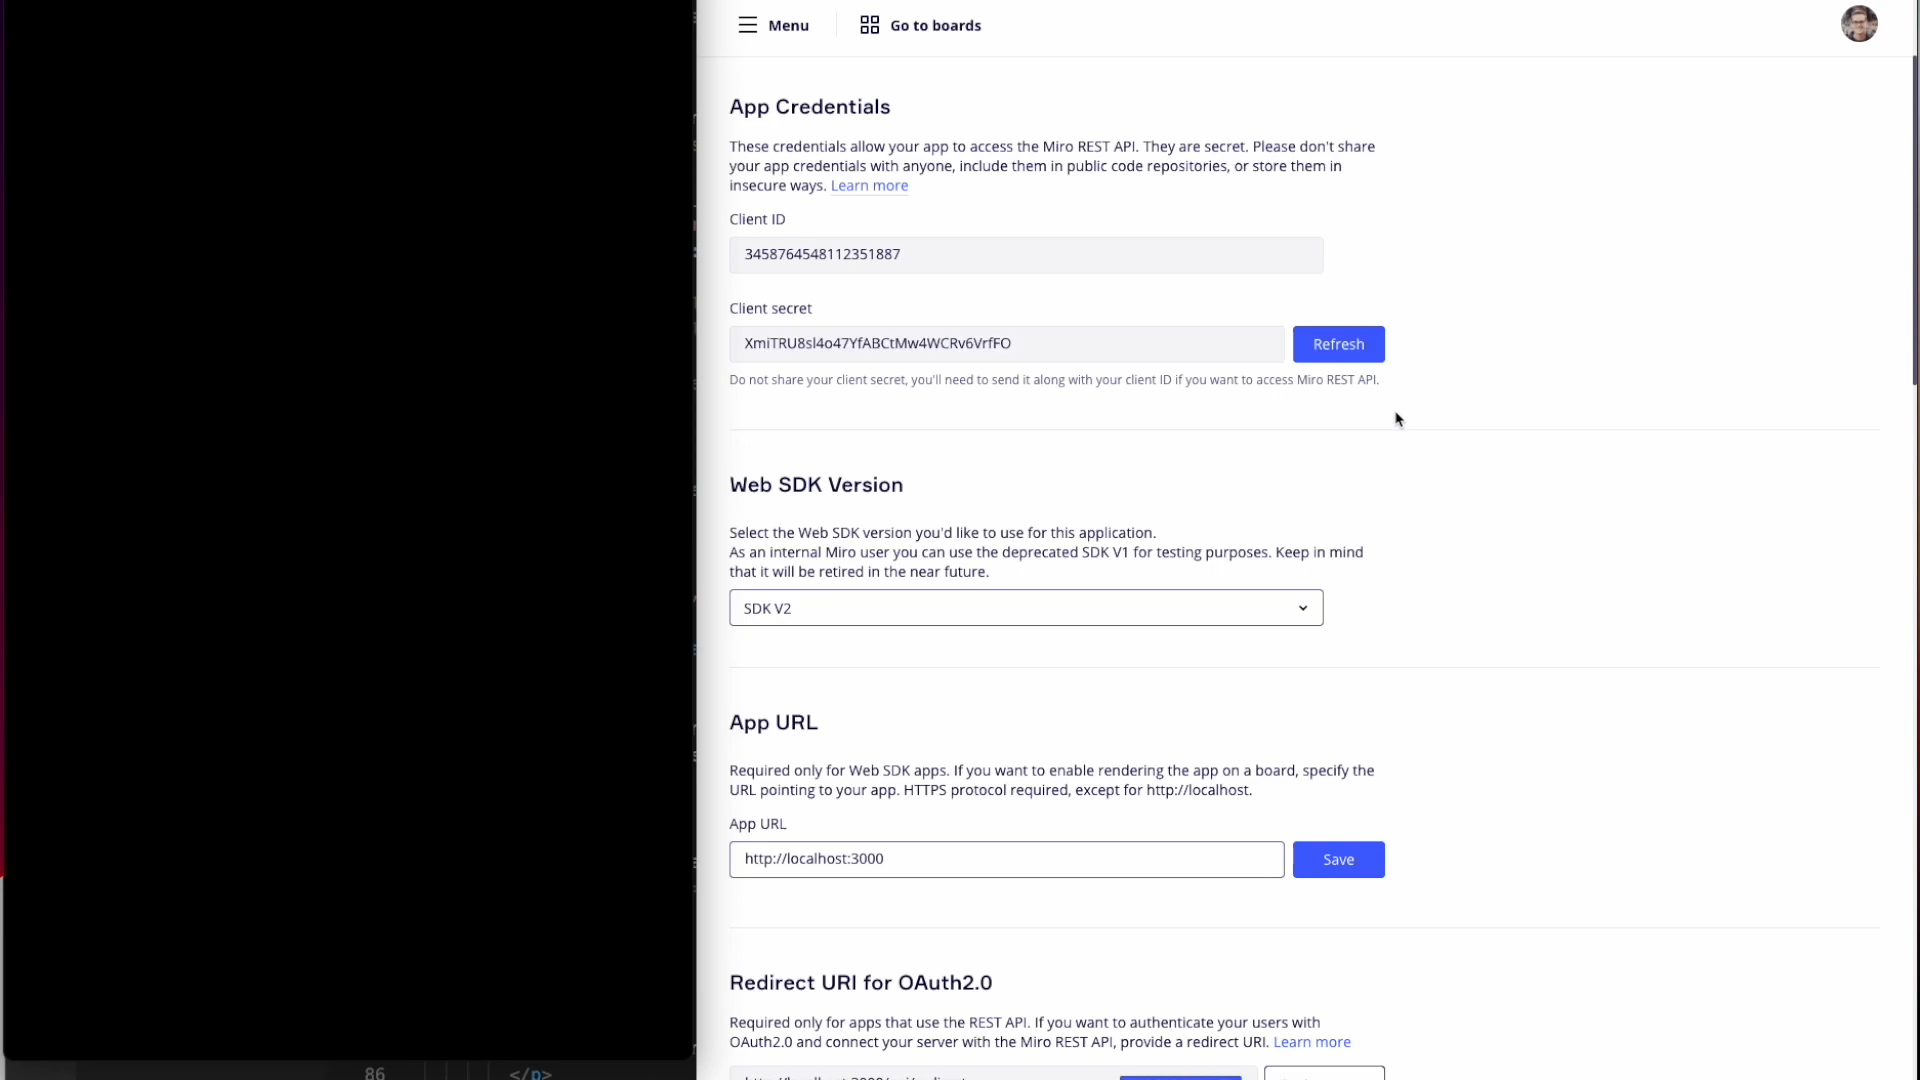 Menu
Go to boards
App Credentials
These credentials allow your app to access the Miro REST API. They are secret. Please don't share
your app credentials with anyone, include them in public code repositories, or store them in
insecure ways. Learn more
Client ID
3458764548112351887
Client secret
XmiTRU8sl4o47YfABCtMw4WCRv6VrfFO
Refresh
Do not share your client secret, you'll need to send it along with your client ID if you want to access Miro REST API.
Web SDK Version
Select the Web SDK version you'd like to use for this application.
As an internal Miro user you can use the deprecated SDK V1 for testing purposes. Keep in mind
that it will be retired in the near future.
SDK V2
App URL
Required only for Web SDK apps. If you want to enable rendering the app on a board, specify the
URL pointing to your app. HTTPS protocol required, except for http://localhost.
App URL
http://localhost:3000
Save
Redirect URI for OAuth2.0
Required only for apps that use the REST API. If you want to authenticate your users with
OAuth2.0 and connect your server with the Miro REST API, provide a redirect URI. Learn more
86 </p>